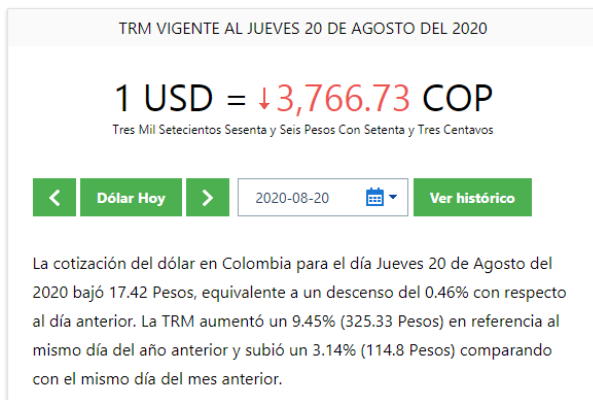 TRM VIGENTE AL JUEVES 20 DE AGOSTO DEL 2020
1 USD = ↓3,766.73 COP
Tres Mil Setecientos Sesenta y Seis Pesos Con Setenta y Tres Centavos
Dólar Hoy 2020-08-20 Ver histórico
La cotización del dólar en Colombia para el día Jueves 20 de Agosto del
2020 bajó 17.42 Pesos, equivalente a un descenso del 0.46% con respecto
al día anterior. La TRM aumentó un 9.45% (325.33 Pesos) en referencia al
mismo día del año anterior y subió un 3.14% (114.8 Pesos) comparando
con el mismo día del mes anterior.